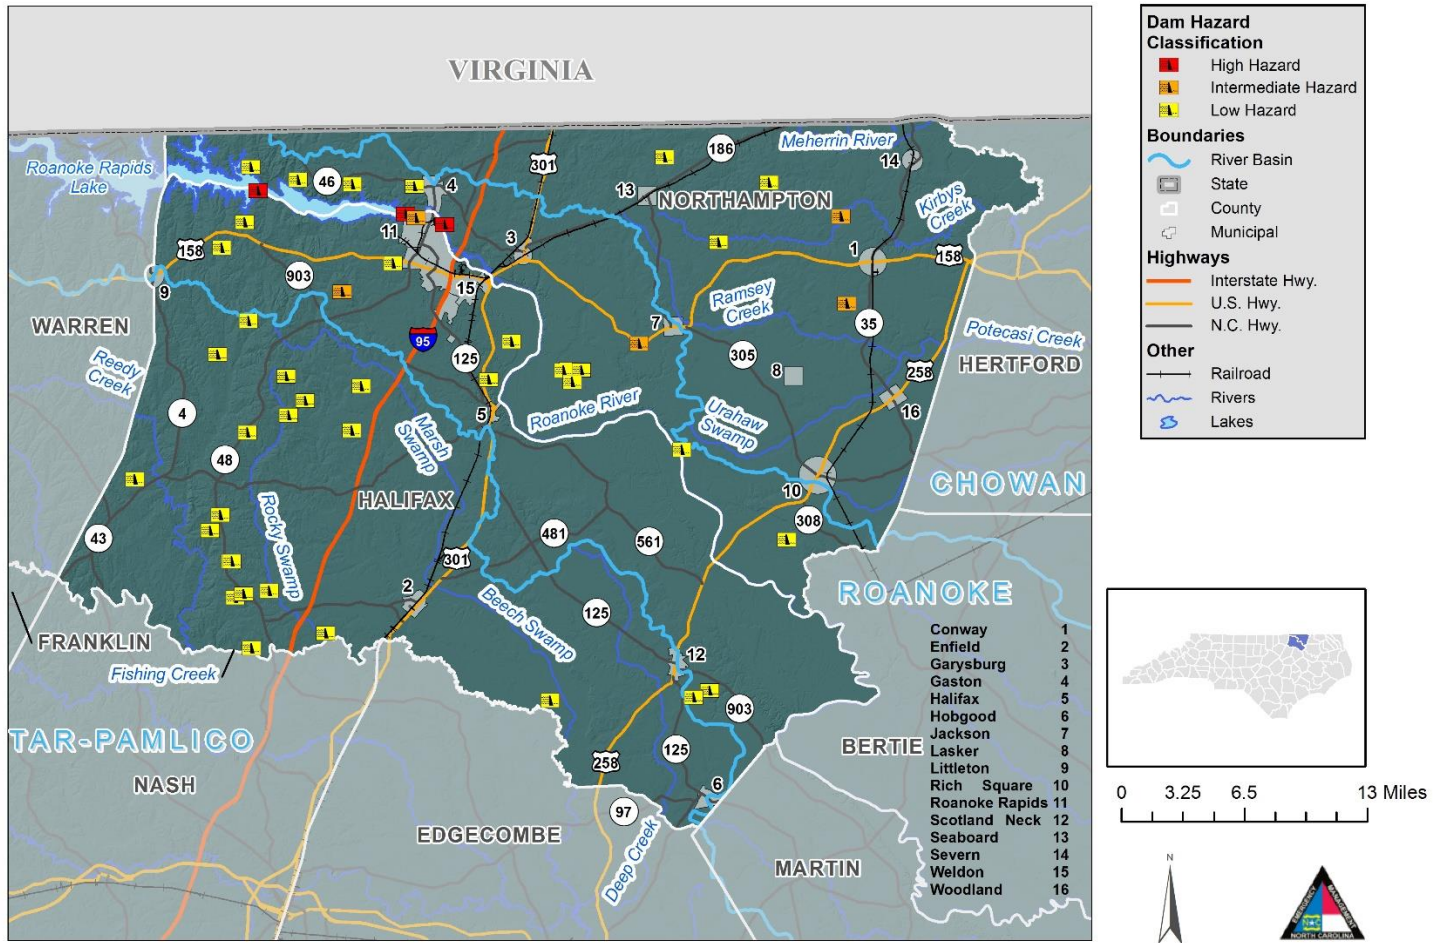 VIRGINIA
Roanoke Rapids
Lake
46
301
186
Meherrin River
14
4
13
NORTHAMPTON
Kirbys
Creek
11
3
158
903
1
158
9
15
WARREN
Ramsey
Creek
7
35
95
125
305
Potecasi Creek
HERTFORD
Reedy
Creek
8
258
4
5
Roanoke River
Urahaw
Swamp
16
Marsh
Swamp
48
10
CHOWAN
HALIFAX
Rocky Swamp
43
481
561
308
301
2
Beech Swamp
125
ROANOKE
FRANKLIN
Fishing Creek
12
903
TAR-PAMLICO
NASH
125
258
6
97
BERTIE
EDGECOMBE
Deep Creek
MARTIN
Conway 1
Enfield 2
Garysburg 3
Gaston 4
Halifax 5
Hobgood 6
Jackson 7
Lasker 8
Littleton 9
Rich Square 10
Roanoke Rapids 11
Scotland Neck 12
Seaboard 13
Severn 14
Weldon 15
Woodland 16
Dam Hazard
Classification
High Hazard
Intermediate Hazard
Low Hazard
Boundaries
River Basin
State
County
Municipal
Highways
Interstate Hwy.
U.S. Hwy.
N.C. Hwy.
Other
Railroad
Rivers
Lakes
0 3.25 6.5 13 Miles
N
EMERGENCY
MANAGEMENT
NC
NORTH CAROLINA